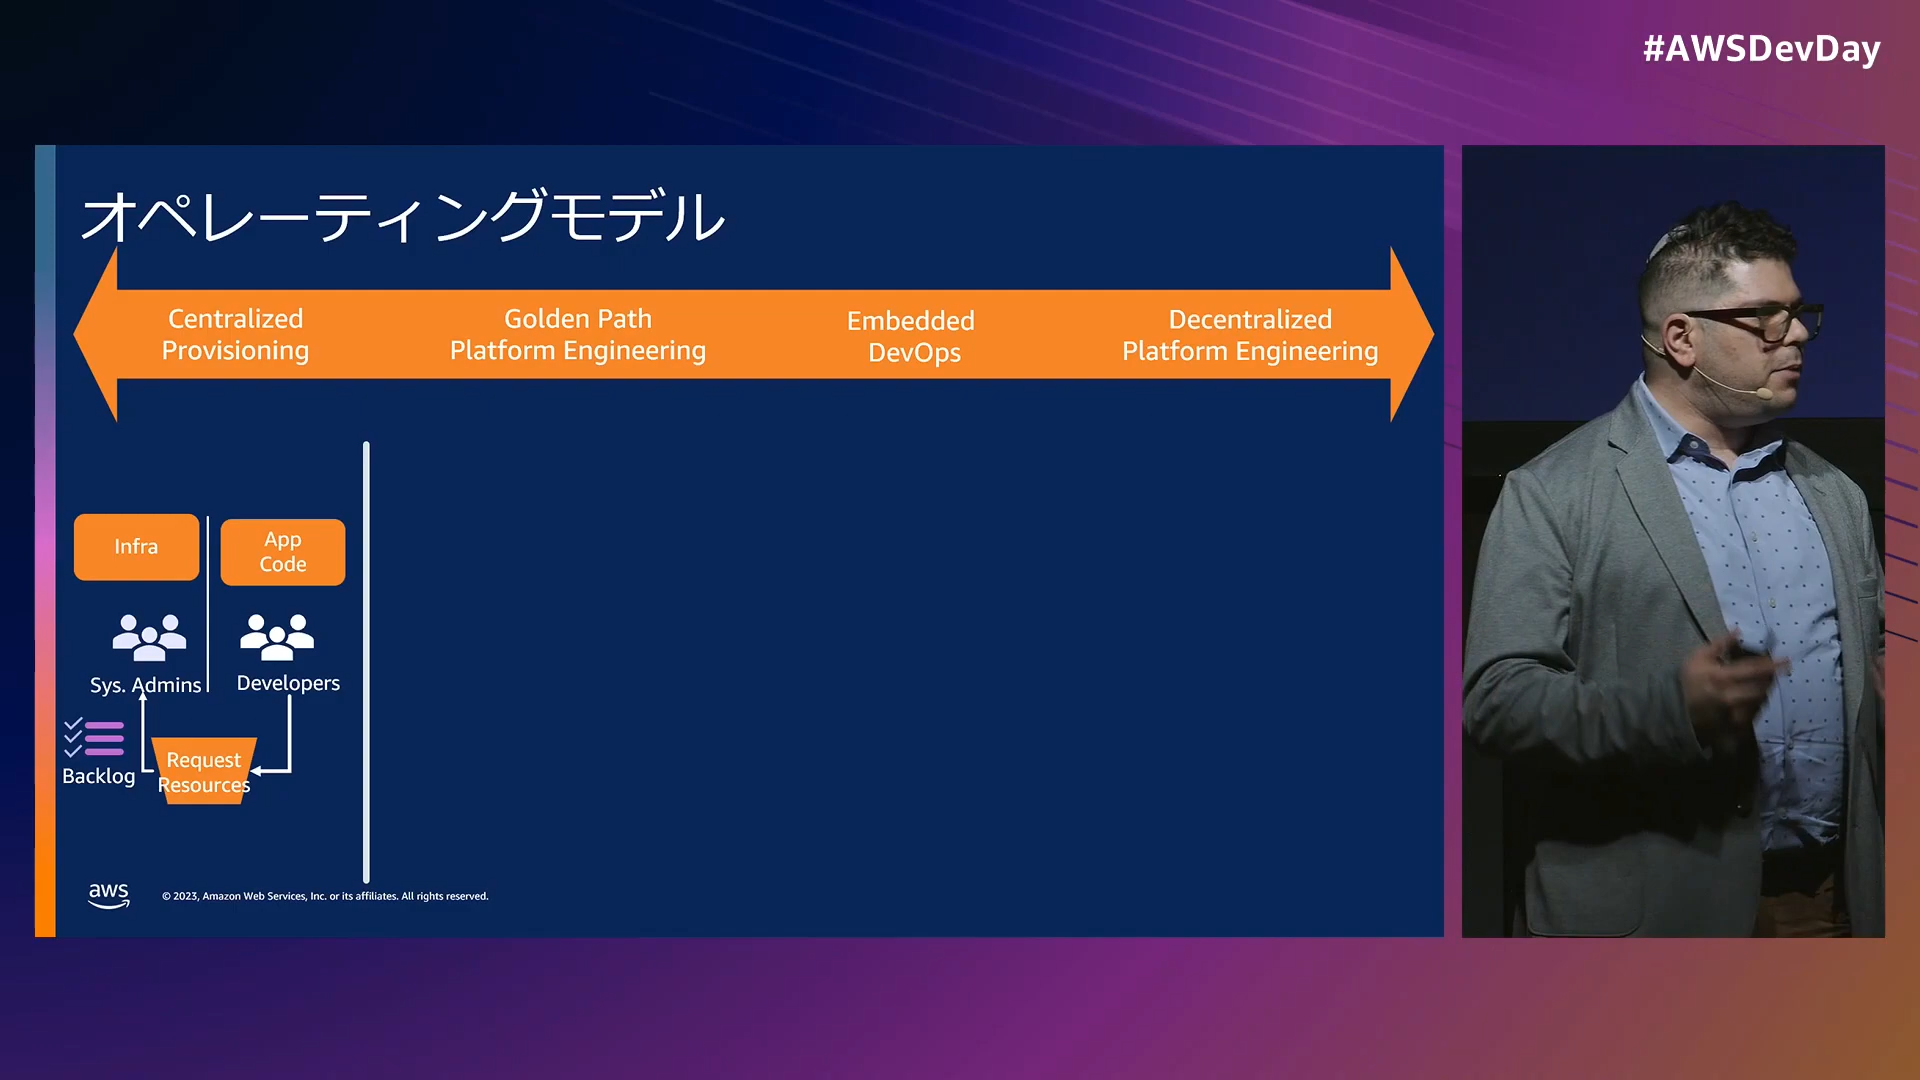 #AWSDevDay
オペレーティングモデル
Centralized
Provisioning
Golden Path
Platform Engineering
Embedded
DevOps
Decentralized
Platform Engineering
Infra
App
Code
Sys. Admins
Developers
Backlog
Request
Resources
aws
© 2023, Amazon Web Services, Inc. or its affiliates. All rights reserved.